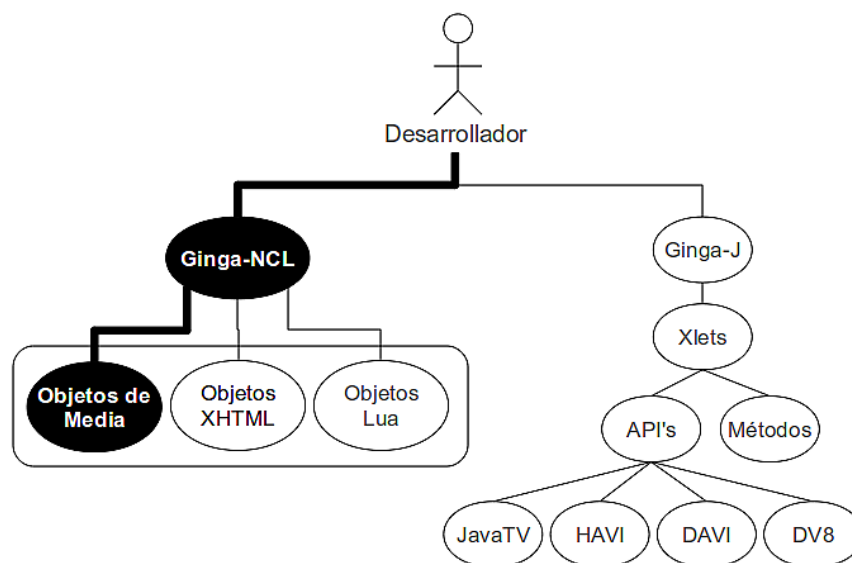 Desarrollador
Ginga-NCL
Ginga-J
Xlets
Objetos de
Media
Objetos
XHTML
Objetos
Lua
API's
Métodos
JavaTV
HAVI
DAVI
DV8